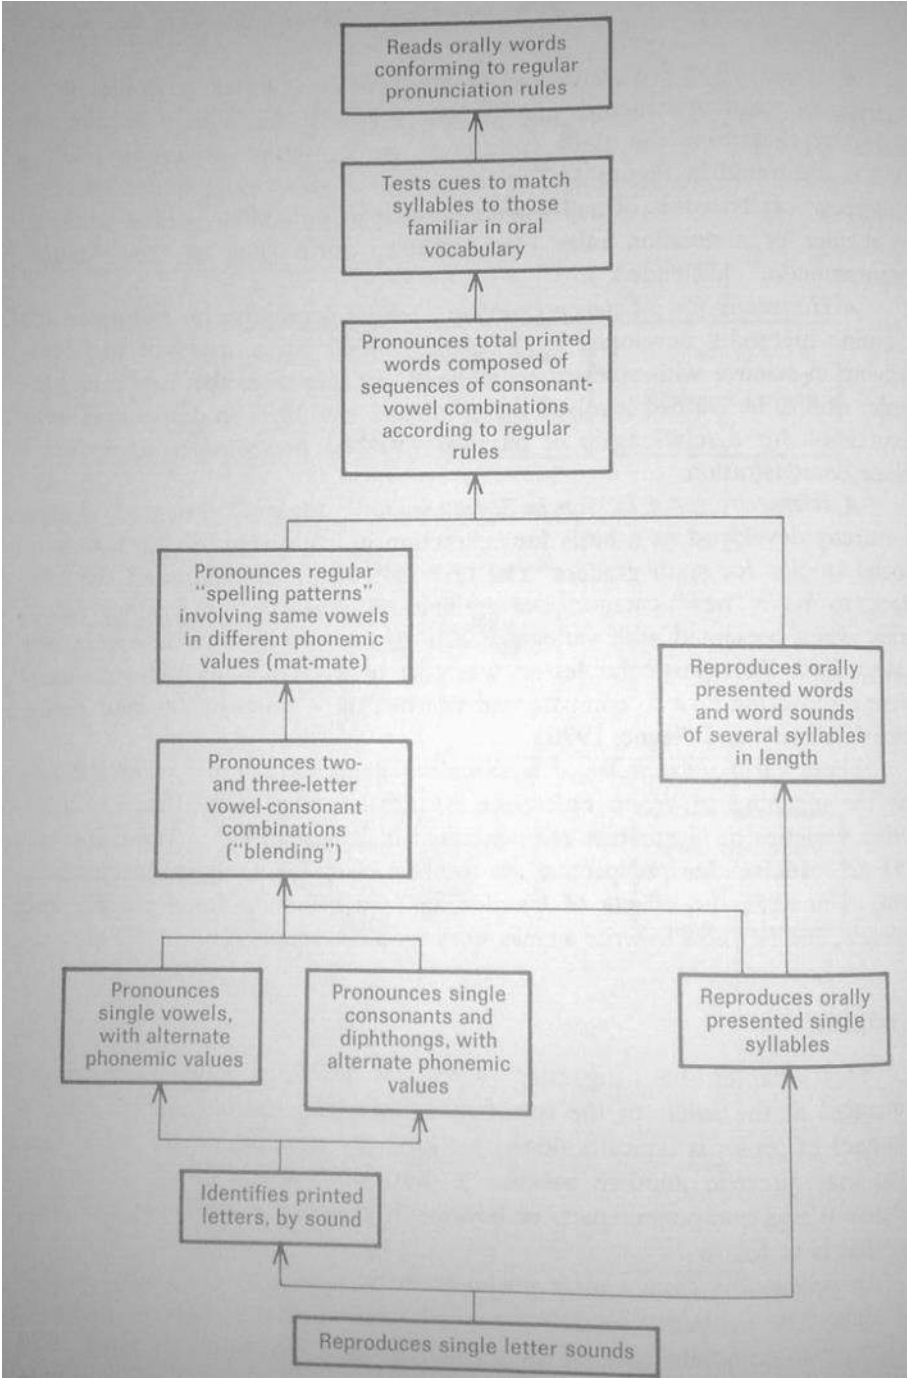 Reads orally words
conforming to regular
pronunciation rules
Tests cues to match
syllables to those
familiar in oral
vocabulary
Pronounces total printed
words composed of
sequences of consonant-
vowel combinations
according to regular
rules
Pronounces regular
"spelling patterns"
involving same vowels
in different phonemic
values (mat-mate)
Reproduces orally
presented words
and word sounds
of several syllables
in length
Pronounces two-
and three-letter
vowel-consonant
combinations
("blending")
Pronounces
single vowels,
with alternate
phonemic values
Pronounces single
consonants and
diphthongs, with
alternate phonemic
values
Reproduces orally
presented single
syllables
Identifies printed
letters, by sound
Reproduces single letter sounds